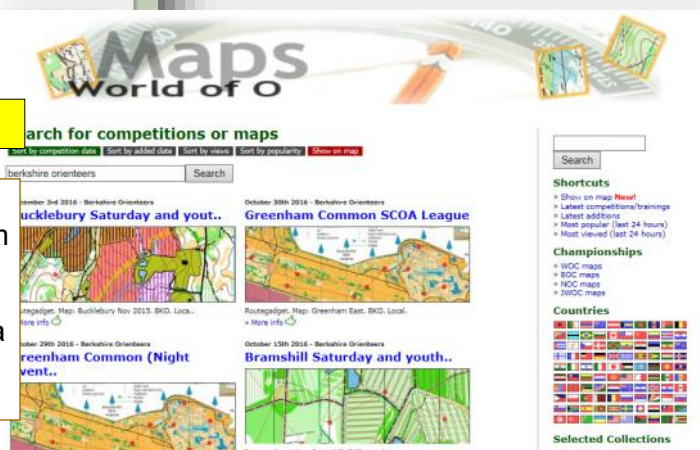 Maps
World of O
arch for competitions or maps
Sort by competition date Sort by added date Sort by views Sort by popularity Show on map
berkshire orienteers Search
ember 3rd 2016 - Berkshire Orienteers
ucklebury Saturday and yout..
utegadget. Map: Bucklebury Nov 2015. BKO. Loca..
ore info
October 30th 2016 - Berkshire Orienteers
Greenham Common SCOA League
Routegadget. Map: Greenham East. BKO. Local.
» More info
n
a
ober 29th 2016 - Berkshire Orienteers
reenham Common (Night
vent..
October 15th 2016 - Berkshire Orienteers
Bramshill Saturday and youth..
Search
Shortcuts
» Show on map New!
» Latest competitions/trainings
» Latest additions
» Most popular (last 24 hours)
» Most viewed (last 24 hours)
Championships
» WOC maps
» EOC maps
» NOC maps
» JWOC maps
Countries
Selected Collections